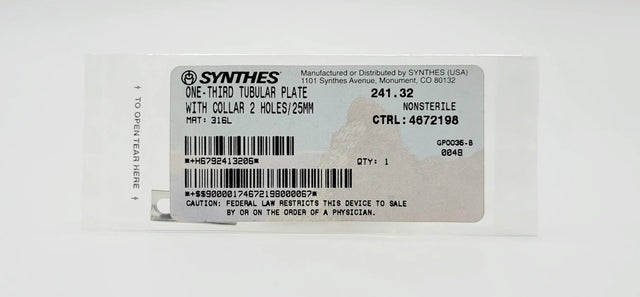 SYNTHES® Manufactured or Distributed by SYNTHES (USA)
1101 Synthes Avenue, Monument, CO 80132
ONE-THIRD TUBULAR PLATE 241.32
WITH COLLAR 2 HOLES/25MM NONSTERILE
MAT: 316L CTRL: 4672198
GP0036-B
0048
*+H6792413206* QTY: 1
*+$$90000174672198000067*
CAUTION: FEDERAL LAW RESTRICTS THIS DEVICE TO SALE
BY OR ON THE ORDER OF A PHYSICIAN.
↑ TO OPEN TEAR HERE ↑